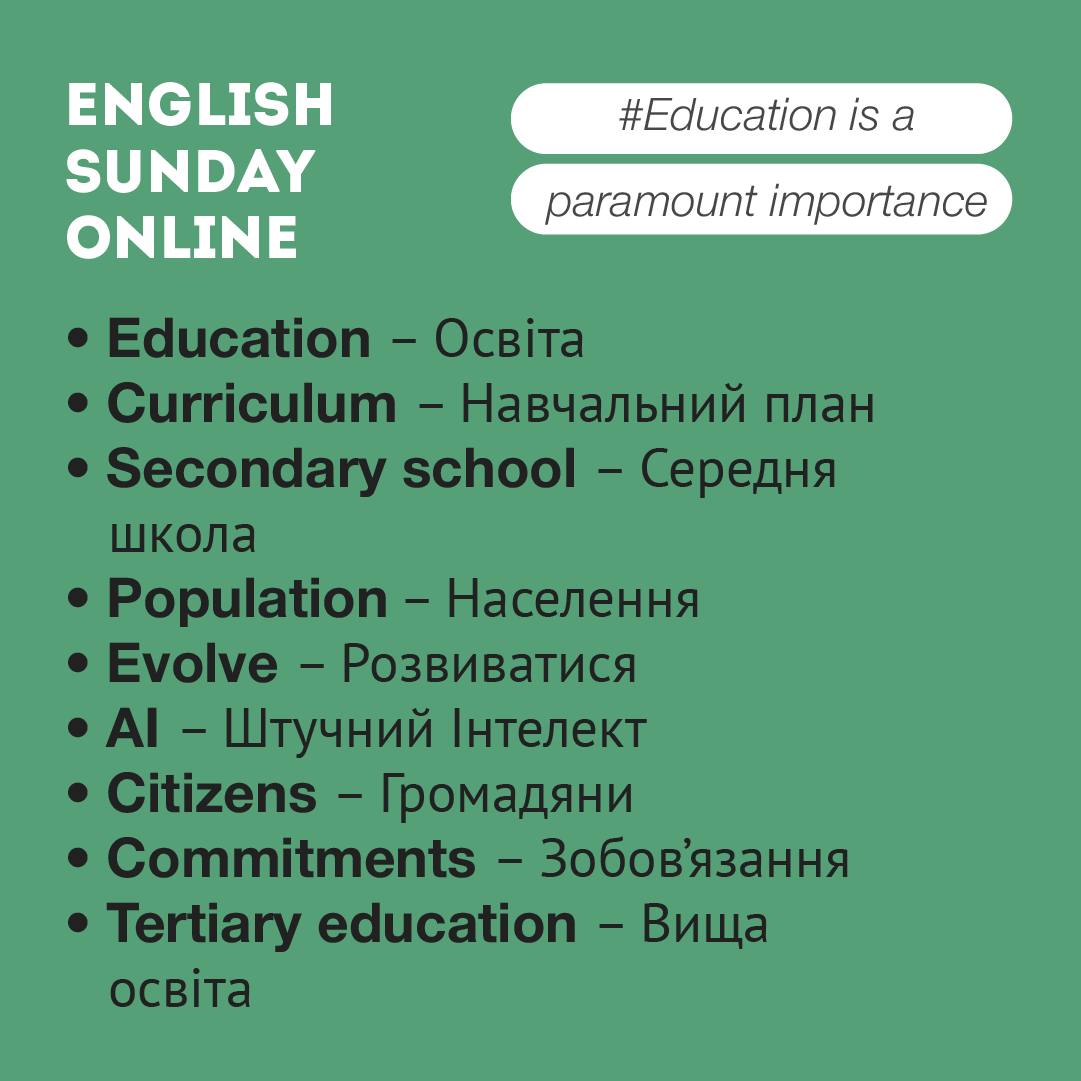 ENGLISH
SUNDAY
ONLINE
#Education is a
paramount importance
• Education – Освіта
• Curriculum – Навчальний план
• Secondary school – Середня
школа
• Population – Населення
• Evolve – Розвиватися
• AI – Штучний Інтелект
• Citizens – Громадяни
• Commitments – Зобов’язання
• Tertiary education – Вища
освіта